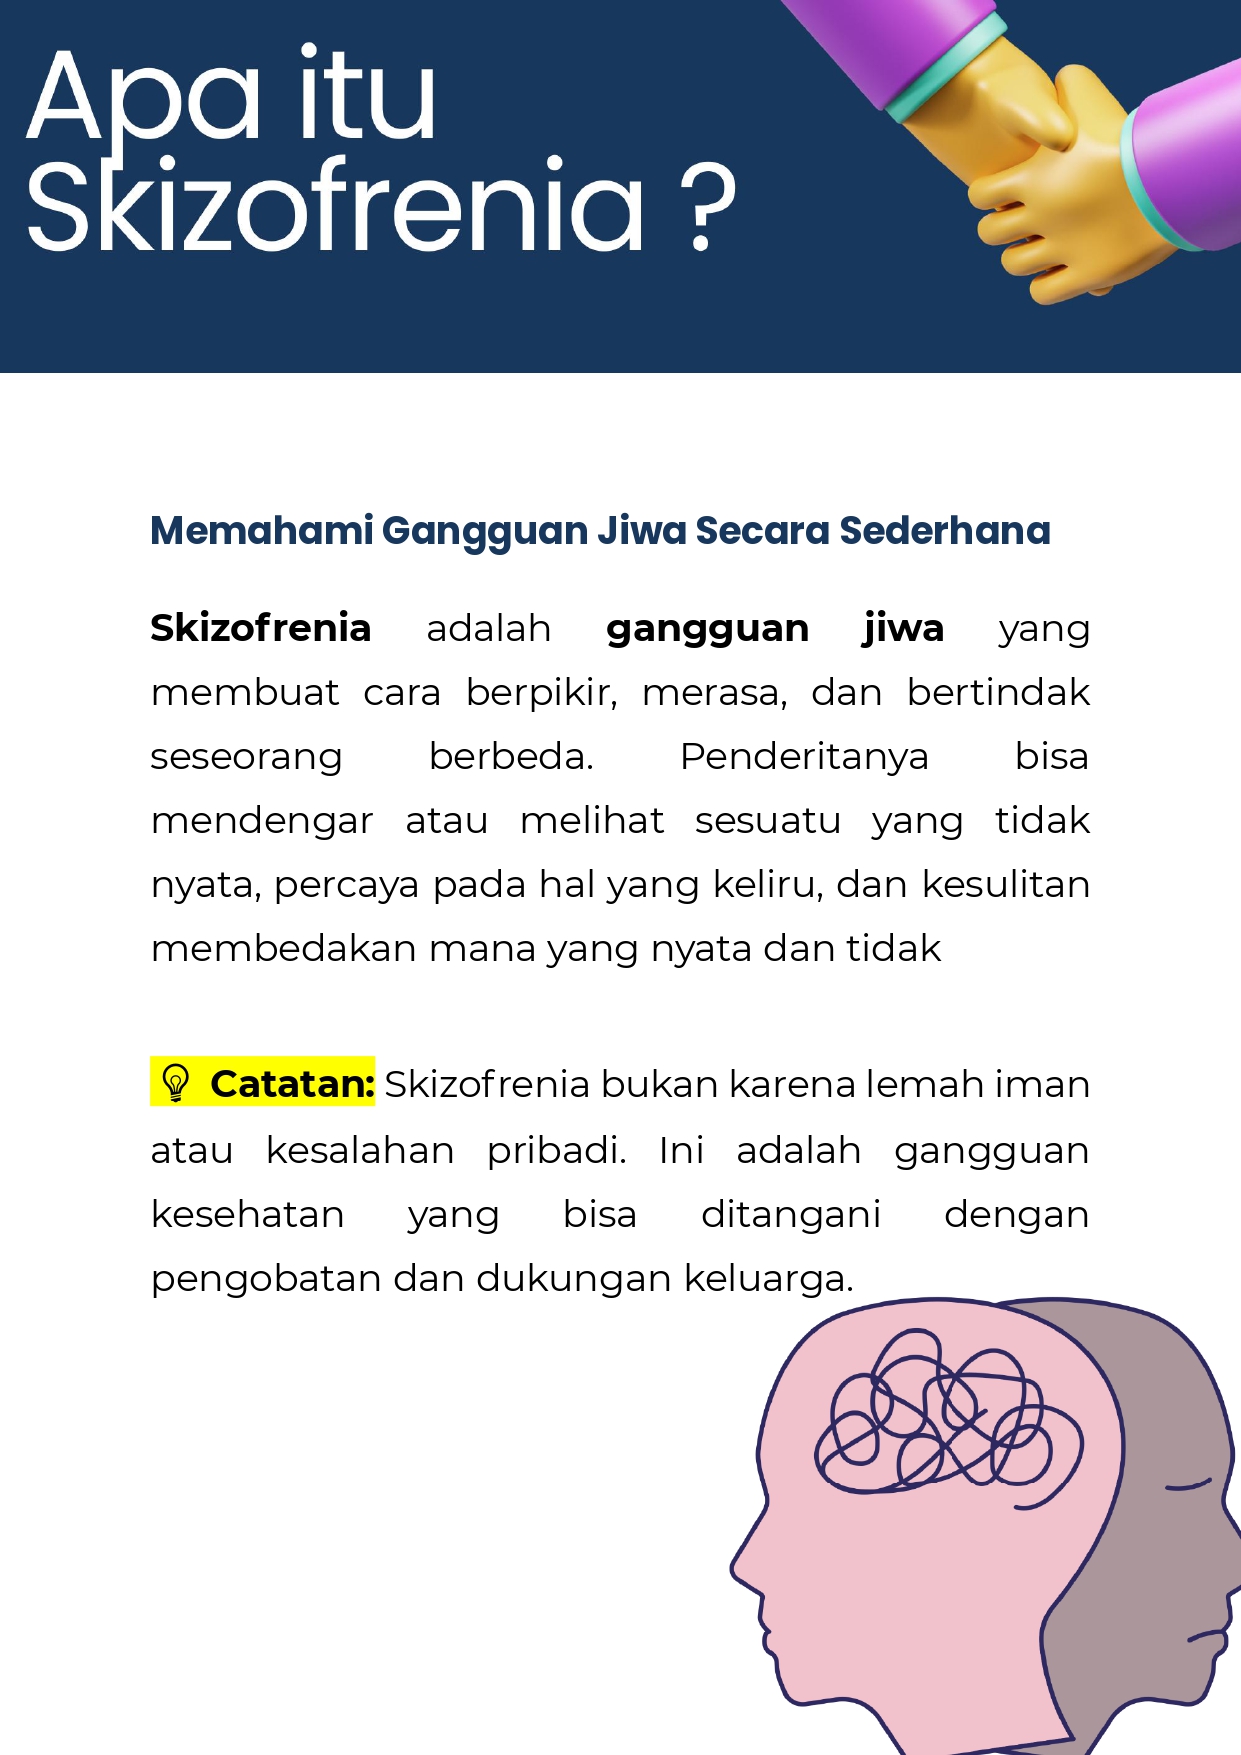 Apa itu
Skizofrenia ?
Memahami Gangguan Jiwa Secara Sederhana
Skizofrenia adalah gangguan jiwa yang
membuat cara berpikir, merasa, dan bertindak
seseorang berbeda. Penderitanya bisa
mendengar atau melihat sesuatu yang tidak
nyata, percaya pada hal yang keliru, dan kesulitan
membedakan mana yang nyata dan tidak
Catatan: Skizofrenia bukan karena lemah iman
atau kesalahan pribadi. Ini adalah gangguan
kesehatan yang bisa ditangani dengan
pengobatan dan dukungan keluarga.